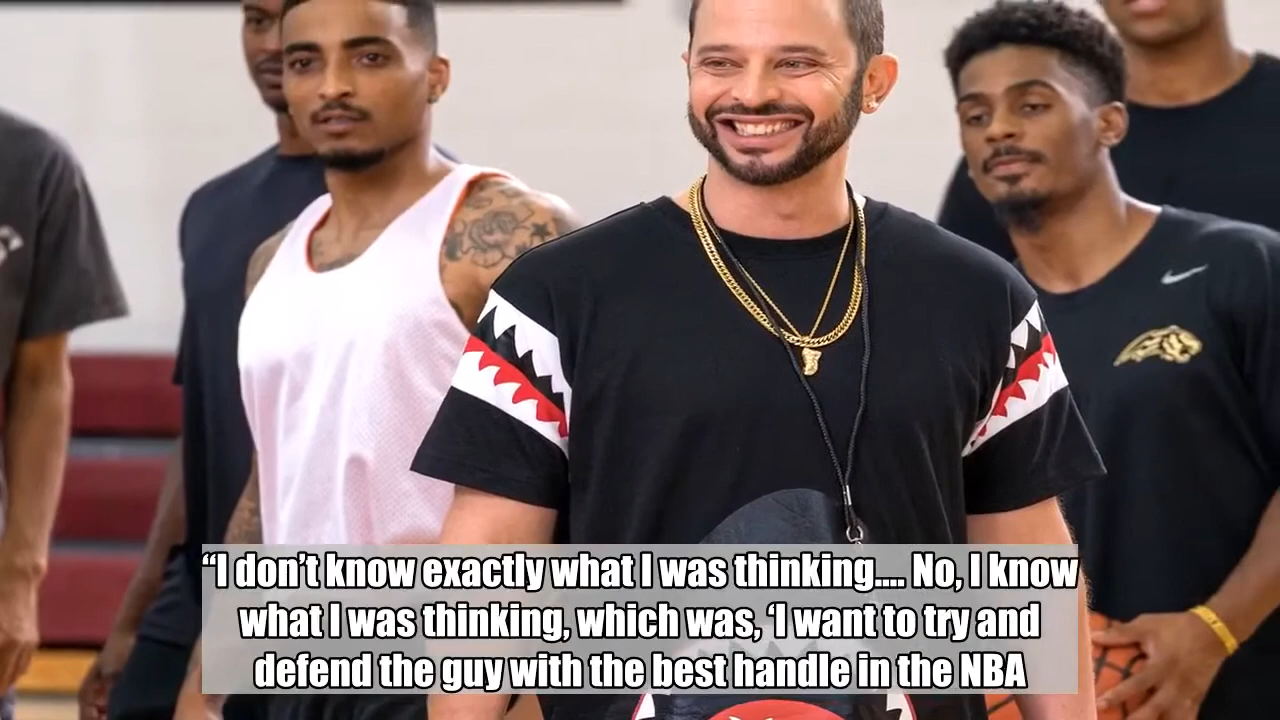 “I don’t know exactly what I was thinking.... No, I know
what I was thinking, which was, ‘I want to try and
defend the guy with the best handle in the NBA